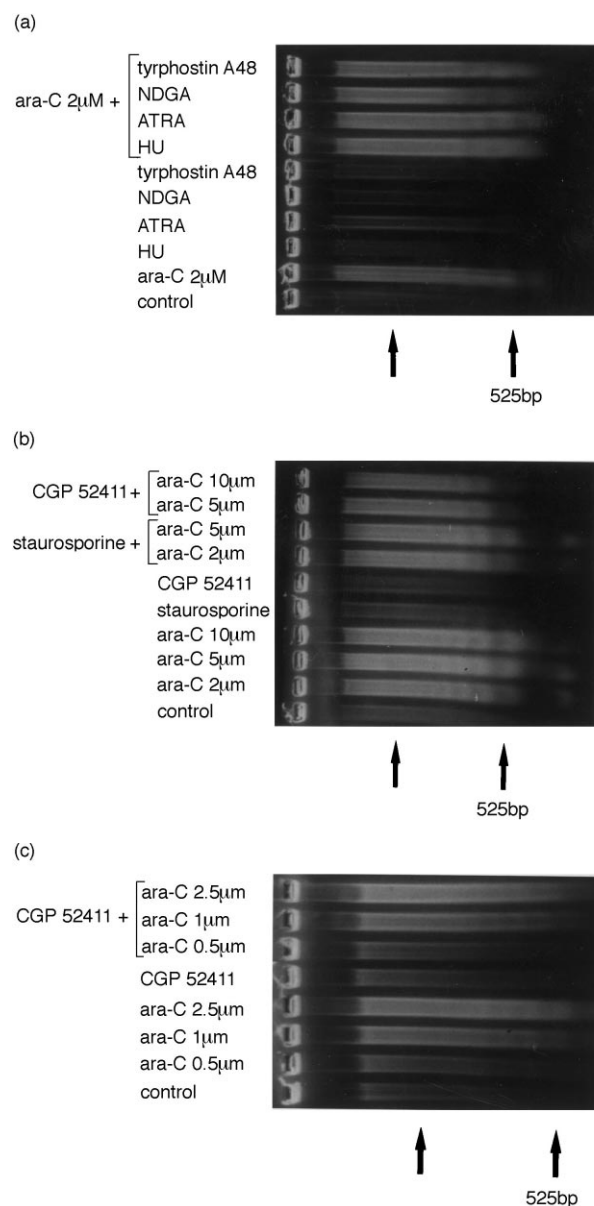 (a)
ara-C 2µM +
tyrphostin A48
NDGA
ATRA
HU
tyrphostin A48
NDGA
ATRA
HU
ara-C 2µM
control
525bp
(b)
CGP 52411 +
ara-C 10µm
ara-C 5µm
staurosporine +
ara-C 5µm
ara-C 2µm
CGP 52411
staurosporine
ara-C 10µm
ara-C 5µm
ara-C 2µm
control
525bp
(c)
CGP 52411 +
ara-C 2.5µm
ara-C 1µm
ara-C 0.5µm
CGP 52411
ara-C 2.5µm
ara-C 1µm
ara-C 0.5µm
control
525bp